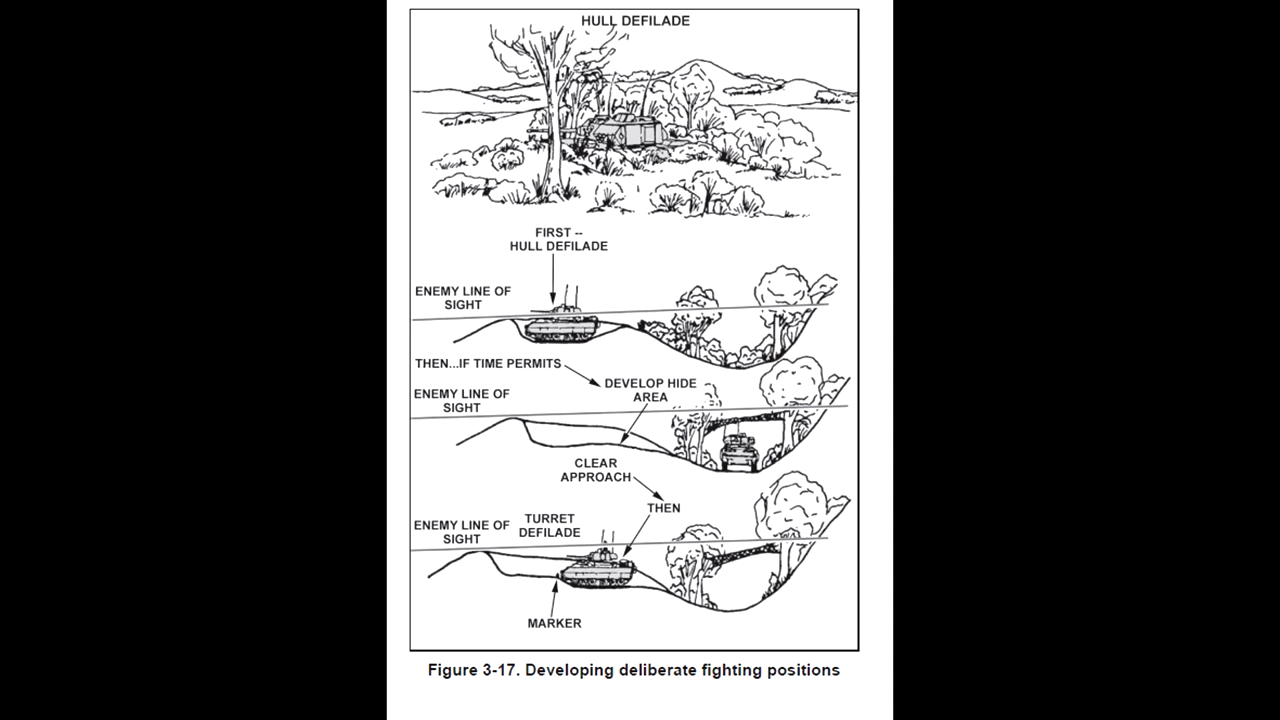 HULL DEFILADE
FIRST --
HULL DEFILADE
ENEMY LINE OF
SIGHT
THEN...IF TIME PERMITS
DEVELOP HIDE
AREA
ENEMY LINE OF
SIGHT
CLEAR
APPROACH
THEN
TURRET
DEFILADE
ENEMY LINE OF
SIGHT
MARKER
Figure 3-17. Developing deliberate fighting positions